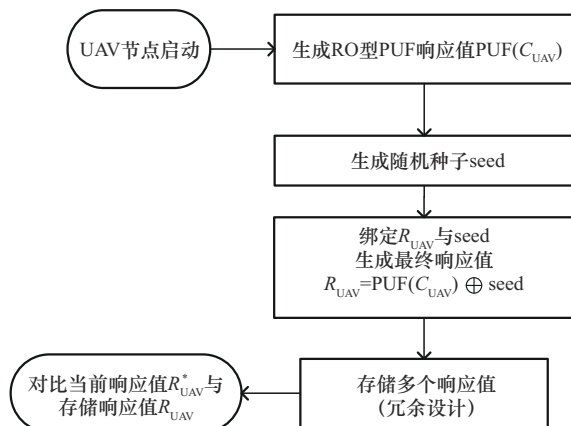 UAV节点启动
生成RO型PUF响应值PUF(C_UAV)
生成随机种子seed
绑定R_UAV与seed
生成最终响应值
R_UAV=PUF(C_UAV) ⊕ seed
对比当前响应值R*_UAV与
存储响应值R_UAV
存储多个响应值
(冗余设计)